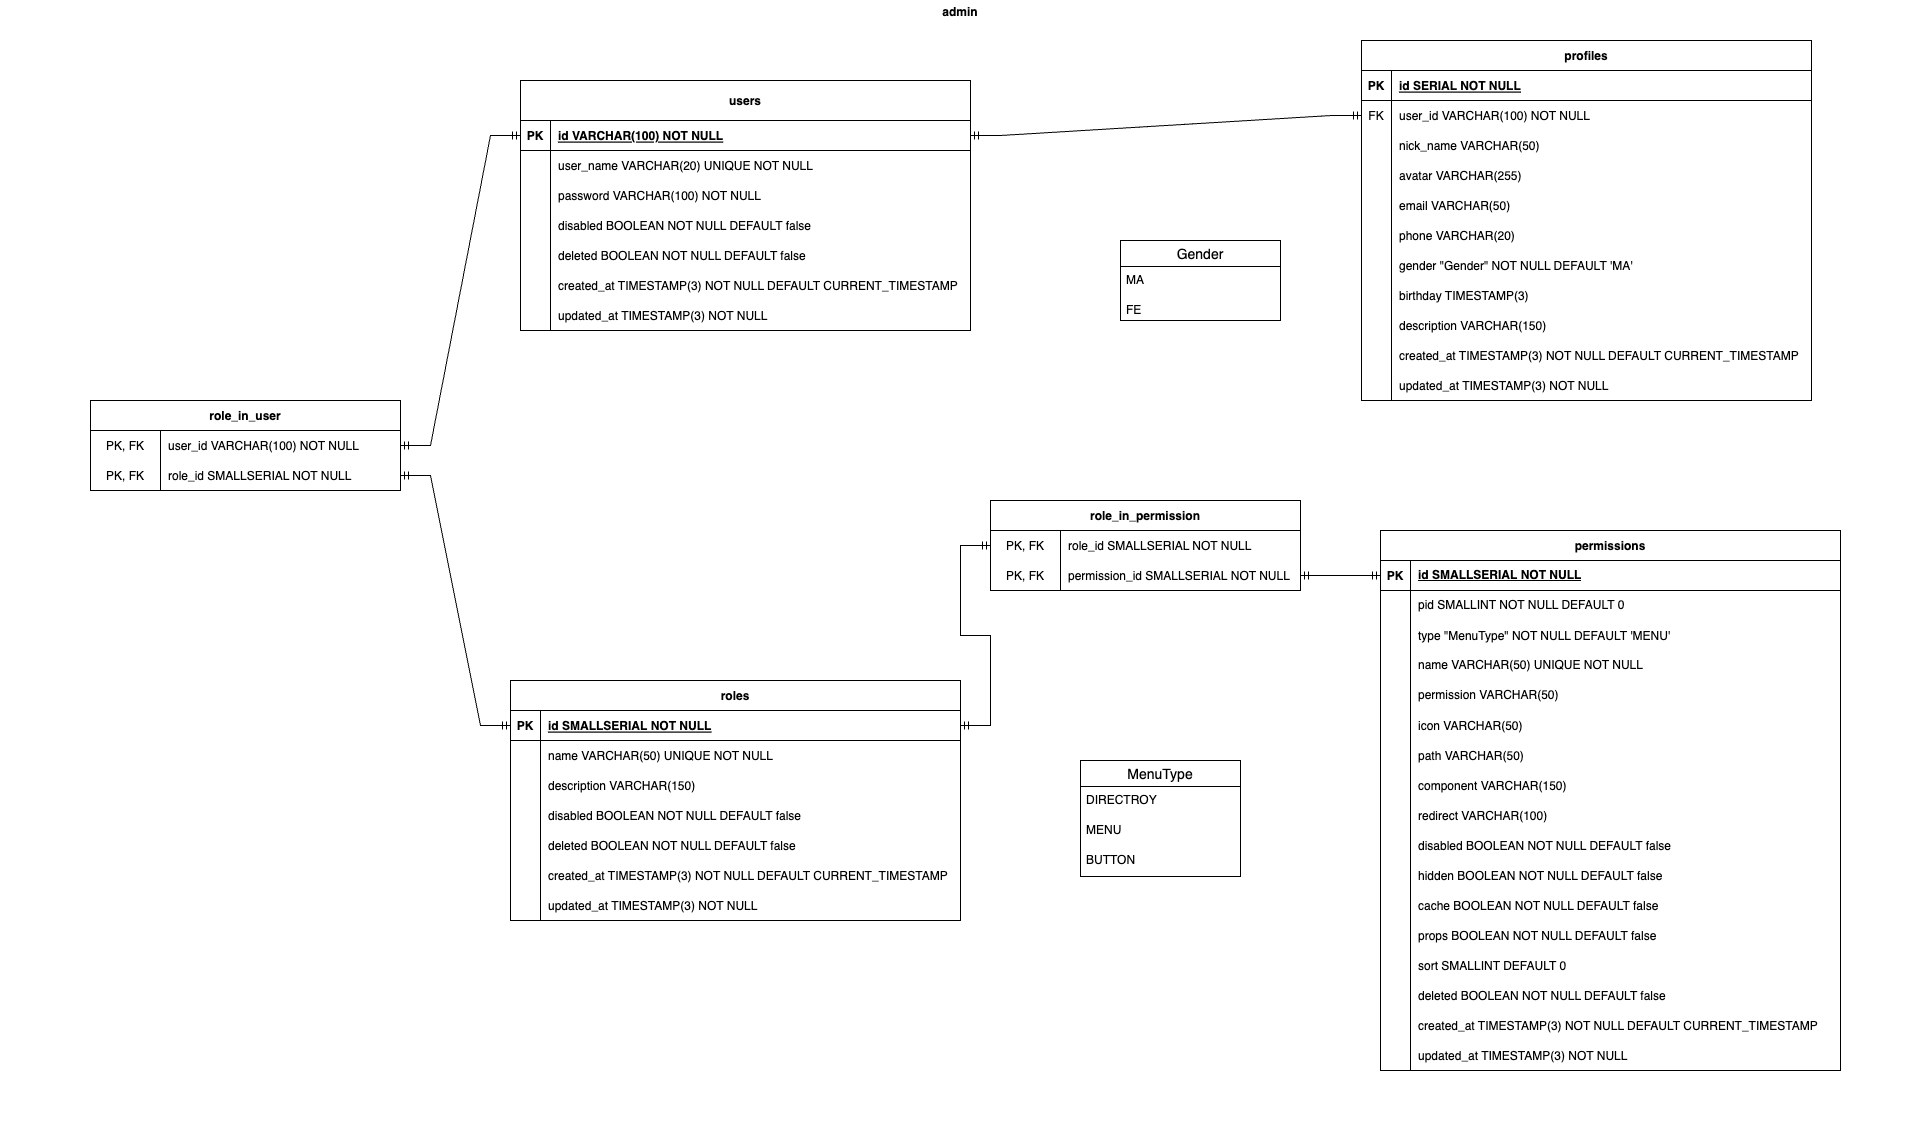 admin
users
PK id VARCHAR(100) NOT NULL
user_name VARCHAR(20) UNIQUE NOT NULL
password VARCHAR(100) NOT NULL
disabled BOOLEAN NOT NULL DEFAULT false
deleted BOOLEAN NOT NULL DEFAULT false
created_at TIMESTAMP(3) NOT NULL DEFAULT CURRENT_TIMESTAMP
updated_at TIMESTAMP(3) NOT NULL
profiles
PK id SERIAL NOT NULL
FK user_id VARCHAR(100) NOT NULL
nick_name VARCHAR(50)
avatar VARCHAR(255)
email VARCHAR(50)
phone VARCHAR(20)
gender "Gender" NOT NULL DEFAULT 'MA'
birthday TIMESTAMP(3)
description VARCHAR(150)
created_at TIMESTAMP(3) NOT NULL DEFAULT CURRENT_TIMESTAMP
updated_at TIMESTAMP(3) NOT NULL
Gender
MA
FE
role_in_user
PK, FK user_id VARCHAR(100) NOT NULL
PK, FK role_id SMALLSERIAL NOT NULL
role_in_permission
PK, FK role_id SMALLSERIAL NOT NULL
PK, FK permission_id SMALLSERIAL NOT NULL
permissions
PK id SMALLSERIAL NOT NULL
pid SMALLINT NOT NULL DEFAULT 0
type "MenuType" NOT NULL DEFAULT 'MENU'
name VARCHAR(50) UNIQUE NOT NULL
permission VARCHAR(50)
icon VARCHAR(50)
path VARCHAR(50)
component VARCHAR(150)
redirect VARCHAR(100)
disabled BOOLEAN NOT NULL DEFAULT false
hidden BOOLEAN NOT NULL DEFAULT false
cache BOOLEAN NOT NULL DEFAULT false
props BOOLEAN NOT NULL DEFAULT false
sort SMALLINT DEFAULT 0
deleted BOOLEAN NOT NULL DEFAULT false
created_at TIMESTAMP(3) NOT NULL DEFAULT CURRENT_TIMESTAMP
updated_at TIMESTAMP(3) NOT NULL
roles
PK id SMALLSERIAL NOT NULL
name VARCHAR(50) UNIQUE NOT NULL
description VARCHAR(150)
disabled BOOLEAN NOT NULL DEFAULT false
deleted BOOLEAN NOT NULL DEFAULT false
created_at TIMESTAMP(3) NOT NULL DEFAULT CURRENT_TIMESTAMP
updated_at TIMESTAMP(3) NOT NULL
MenuType
DIRECTROY
MENU
BUTTON